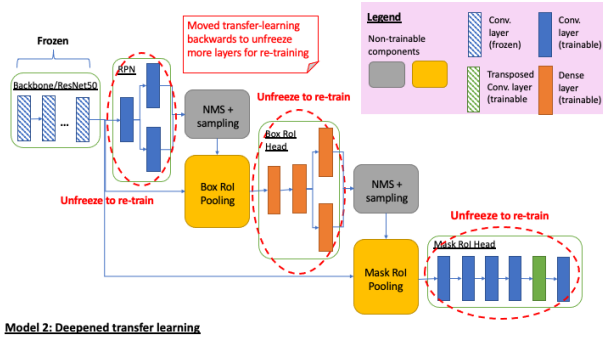 Moved transfer-learning
backwards to unfreeze
more layers for re-training
Legend
Non-trainable
components
Conv.
layer
(frozen)
Conv.
layer
(trainable)
Transposed
Conv. layer
(trainable
Dense
layer
(trainable)
Frozen
Backbone/ResNet50
...
RPN
NMS +
sampling
Unfreeze to re-train
Box RoI
Head
Unfreeze to re-train
Box RoI
Pooling
NMS +
sampling
Unfreeze to re-train
Mask RoI Head
Mask RoI
Pooling
Model 2: Deepened transfer learning